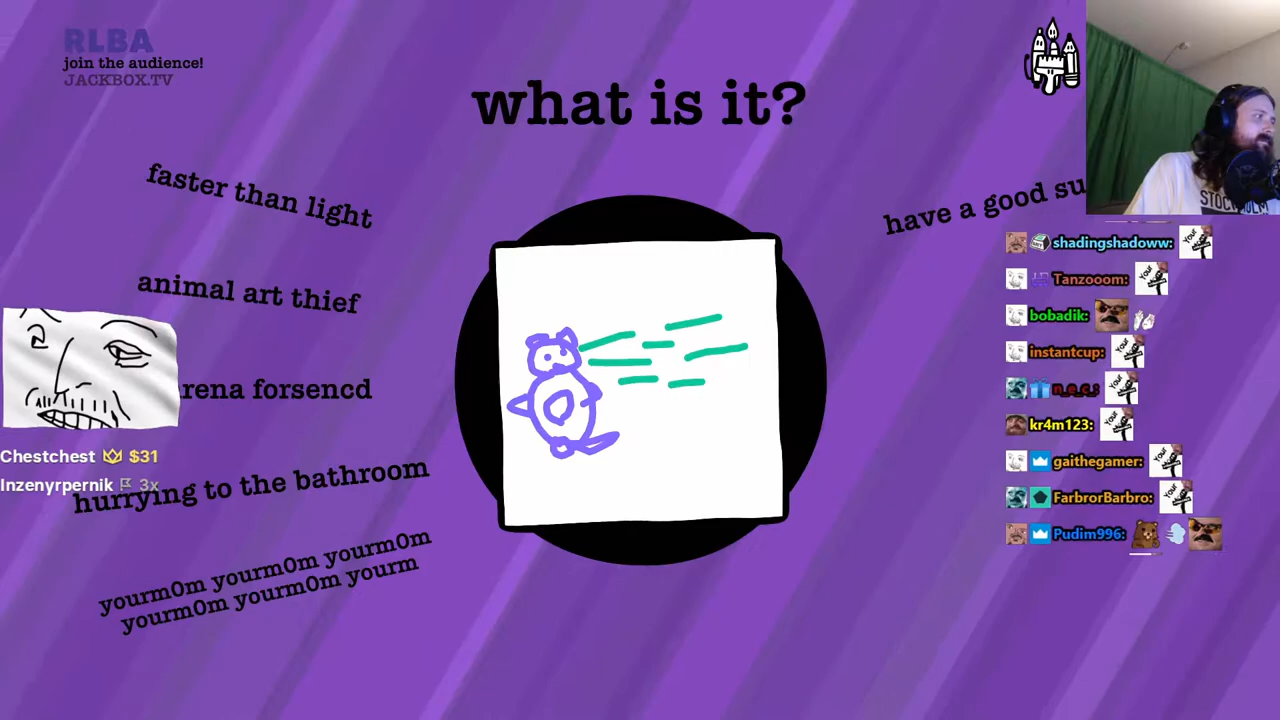 RLBA
join the audience!
JACKBOX.TV
what is it?
faster than light
have a good su
animal art thief
rena forsencd
hurrying to the bathroom
yourm0m yourm0m yourm0m
yourm0m yourm0m yourm
Chestchest $31
Inzenyrpernik 3x
STOCKHOLM
shadingshadoww:
Tanzooom:
bobadik:
instantcup:
n_e_c_:
kr4m123:
gaithegamer:
FarbrorBarbro:
Pudim996: